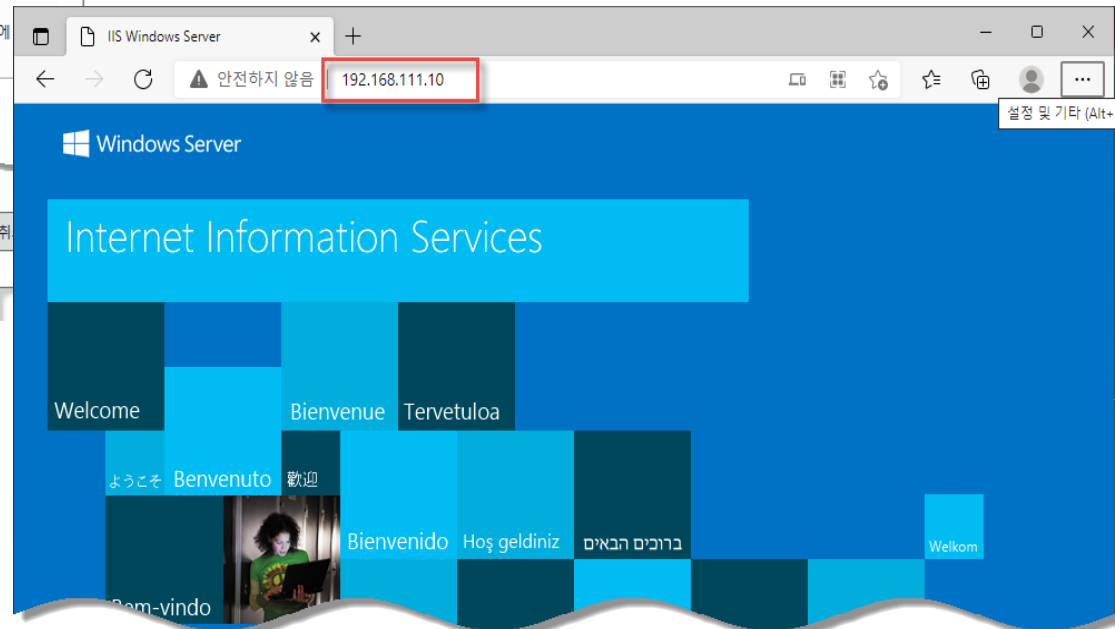 에
IIS Windows Server
안전하지 않음 192.168.111.10
설정 및 기타 (Alt+
Windows Server
취
Internet Information Services
Welcome
Bienvenue
Tervetuloa
ようこそ
Benvenuto
歡迎
Bienvenido
Hoş geldiniz
ברוכים הבאים
Welkom
Bem-vindo